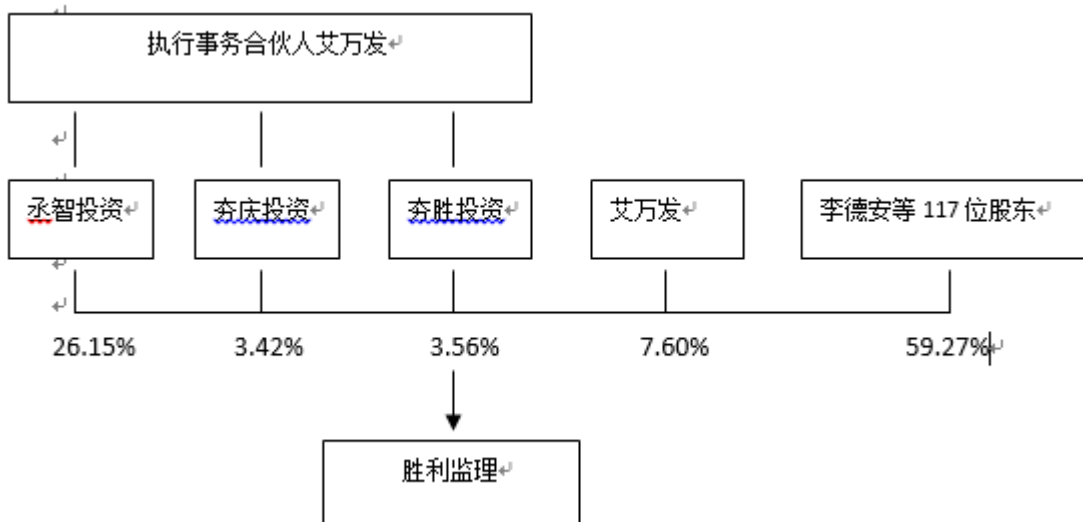 执行事务合伙人艾万发
丞智投资
夯庆投资
夯胜投资
艾万发
李德安等 117 位股东
26.15%
3.42%
3.56%
7.60%
59.27%
胜利监理